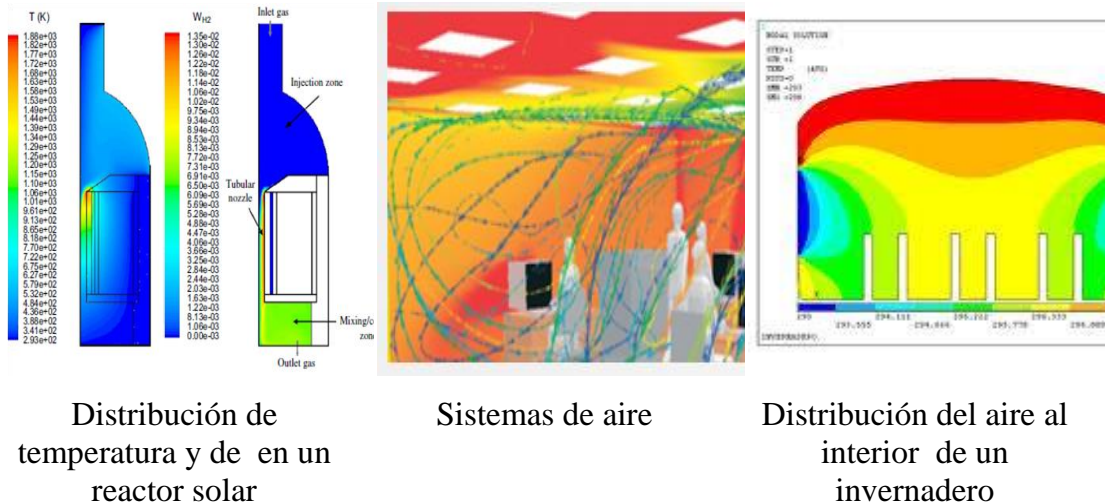 T (K)
1.88e+03
1.82e+03
1.77e+03
1.72e+03
1.68e+03
1.63e+03
1.58e+03
1.53e+03
1.49e+03
1.44e+03
1.39e+03
1.34e+03
1.29e+03
1.25e+03
1.20e+03
1.15e+03
1.10e+03
1.06e+03
1.01e+03
9.61e+02
9.13e+02
8.65e+02
8.18e+02
7.70e+02
7.22e+02
6.75e+02
6.27e+02
5.79e+02
5.32e+02
4.84e+02
4.36e+02
3.88e+02
3.41e+02
2.93e+02
WH2
1.35e-02
1.30e-02
1.26e-02
1.22e-02
1.18e-02
1.14e-02
1.10e-02
1.06e-02
1.02e-02
9.75e-03
9.34e-03
8.94e-03
8.53e-03
8.13e-03
7.72e-03
7.31e-03
6.91e-03
6.50e-03
6.09e-03
5.69e-03
5.28e-03
4.88e-03
4.47e-03
4.06e-03
3.66e-03
3.25e-03
2.84e-03
2.44e-03
2.03e-03
1.63e-03
1.22e-03
8.13e-04
4.06e-04
0.00e+00
Inlet gas
Injection zone
Tubular
nozzle
Mixing/c
zone
Outlet gas
NODAL SOLUTION
STEP=1
SUB =1
TEMP (AVG)
Distribución de
temperatura y de en un
reactor solar
Sistemas de aire
Distribución del aire al
interior de un
invernadero